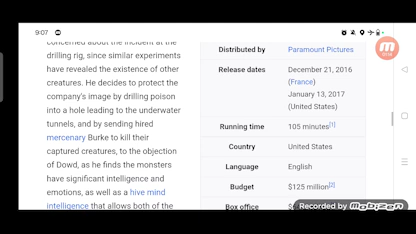 9:07
concerned about the incident at the
drilling rig, since similar experiments
have revealed the existence of other
creatures. He decides to protect the
company's image by drilling poison
into a hole leading to the underwater
tunnels, and by sending hired
mercenary Burke to kill their
captured creatures, to the objection
of Dowd, as he finds the monsters
have significant intelligence and
emotions, as well as a hive mind
intelligence that allows both of the
Distributed by Paramount Pictures
Release dates December 21, 2016
(France)
January 13, 2017
(United States)
Running time 105 minutes[1]
Country United States
Language English
Budget $125 million[2]
Box office
Recorded by Mobizen